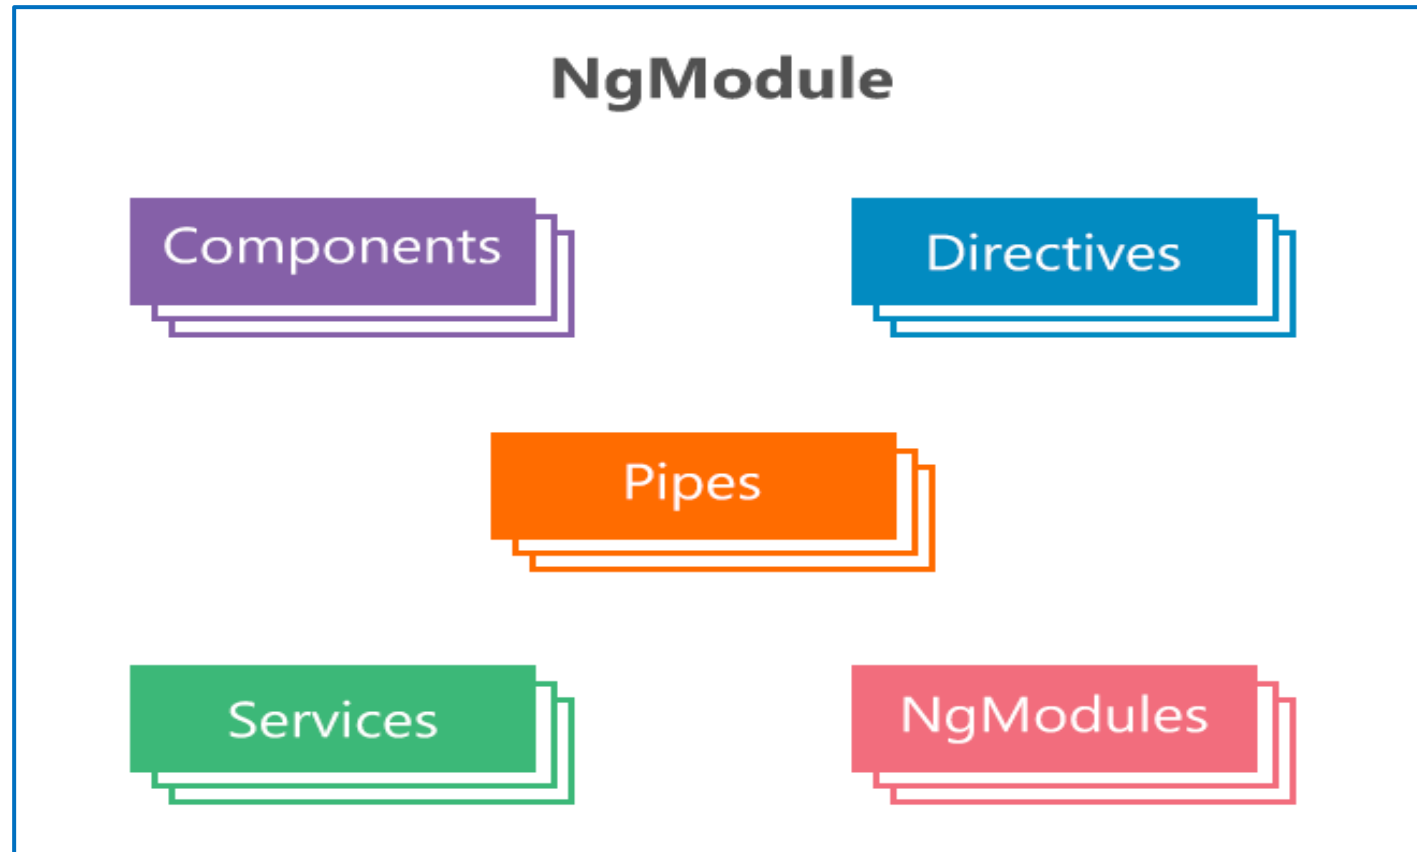 NgModule
Components
Directives
Pipes
Services
NgModules